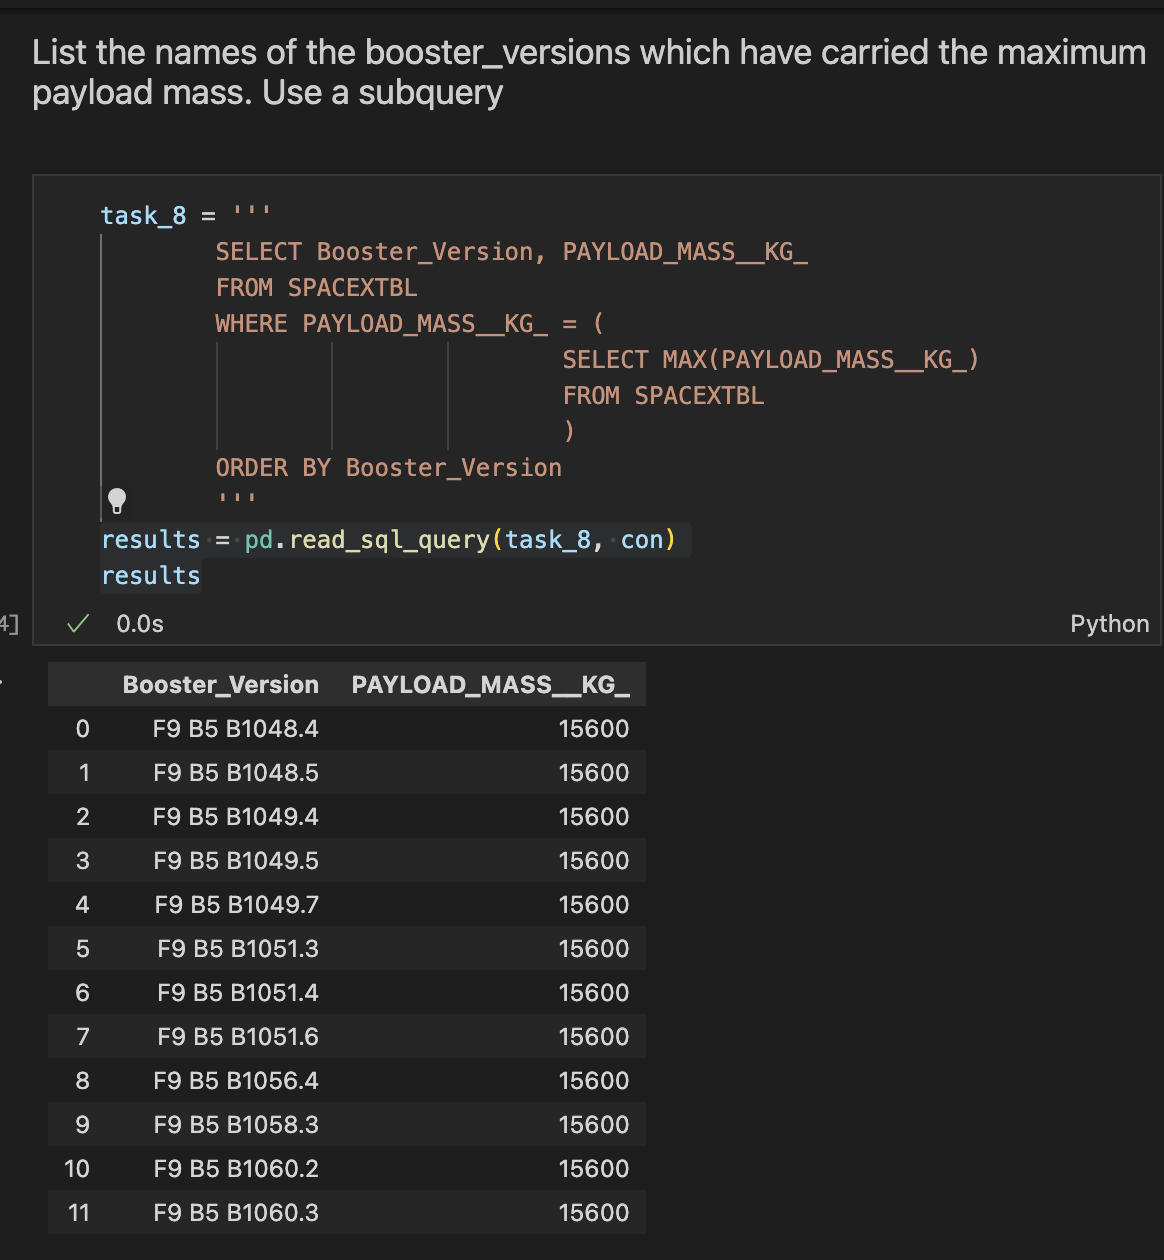 List the names of the booster_versions which have carried the maximum
payload mass. Use a subquery
task_8 = '''
SELECT Booster_Version, PAYLOAD_MASS__KG_
FROM SPACEXTBL
WHERE PAYLOAD_MASS__KG_ = (
SELECT MAX(PAYLOAD_MASS__KG_)
FROM SPACEXTBL
)
ORDER BY Booster_Version
'''
results = pd.read_sql_query(task_8, con)
results
4] 0.0s Python
Booster_Version PAYLOAD_MASS__KG_
0 F9 B5 B1048.4 15600
1 F9 B5 B1048.5 15600
2 F9 B5 B1049.4 15600
3 F9 B5 B1049.5 15600
4 F9 B5 B1049.7 15600
5 F9 B5 B1051.3 15600
6 F9 B5 B1051.4 15600
7 F9 B5 B1051.6 15600
8 F9 B5 B1056.4 15600
9 F9 B5 B1058.3 15600
10 F9 B5 B1060.2 15600
11 F9 B5 B1060.3 15600